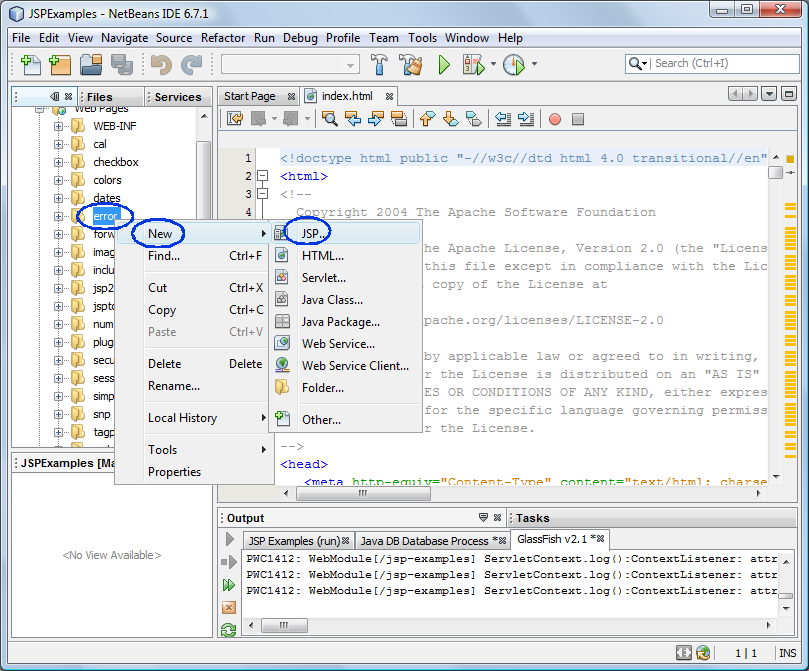 JSPExamples - NetBeans IDE 6.7.1
File Edit View Navigate Source Refactor Run Debug Profile Team Tools Window Help
Search (Ctrl+I)
Files
Services
Web Pages
WEB-INF
cal
checkbox
colors
dates
error
forw
imag
inclu
jsp2
jspto
num
plug
secu
sess
simp
snp
tagp
New
Find... Ctrl+F
Cut Ctrl+X
Copy Ctrl+C
Paste Ctrl+V
Delete Delete
Rename...
Local History
Tools
Properties
JSP...
HTML...
Servlet...
Java Class...
Java Package...
Web Service...
Web Service Client...
Folder...
Other...
Start Page
index.html
1 <!doctype html public "-//w3c//dtd html 4.0 transitional//en"
2 <html>
3 <!--
4 Copyright 2004 The Apache Software Foundation
Apache License, Version 2.0 (the "Licens
this file except in compliance with the Lic
copy of the License at
pache.org/licenses/LICENSE-2.0
by applicable law or agreed to in writing,
r the License is distributed on an "AS IS"
ES OR CONDITIONS OF ANY KIND, either expres
for the specific language governing permiss
r the License.
-->
<head>
<meta http-equiv="Content-Type" content="text/html; charse
JSPExamples [Ma
<No View Available>
Output
Tasks
JSP Examples (run)
Java DB Database Process *
GlassFish v2.1 *
PWC1412: WebModule[/jsp-examples] ServletContext.log():ContextListener: attr
PWC1412: WebModule[/jsp-examples] ServletContext.log():ContextListener: attr
PWC1412: WebModule[/jsp-examples] ServletContext.log():ContextListener: attr
1 | 1 INS